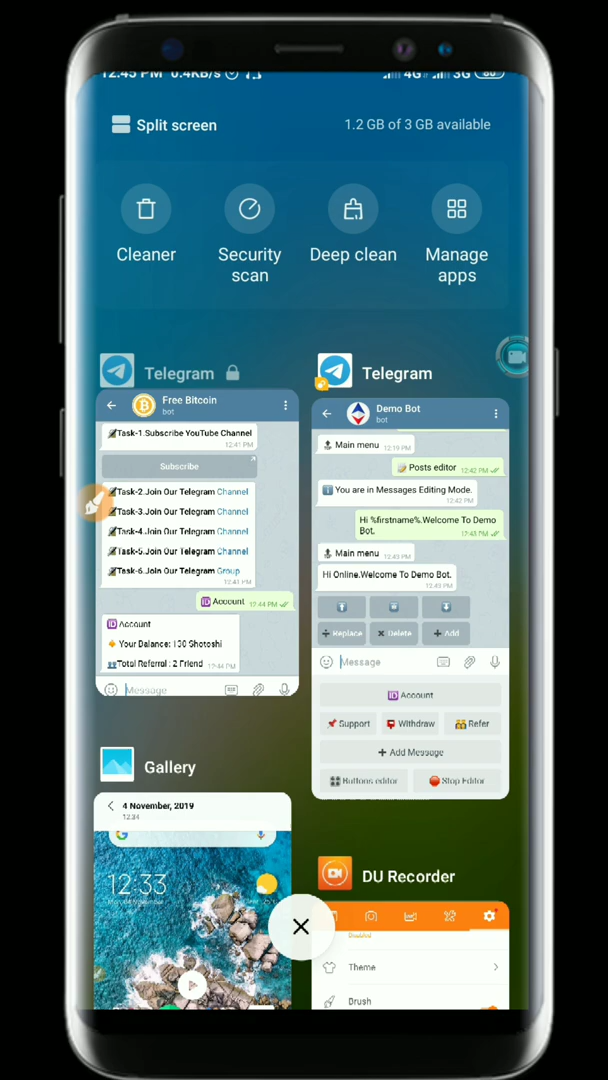 12.45 PM 0.4KB/s
4G 3G 80
Split screen
1.2 GB of 3 GB available
Cleaner
Security scan
Deep clean
Manage apps
Telegram
Free Bitcoin
bot
Task-1.Subscribe YouTube Channel
12:41 PM
Subscribe
Task-2.Join Our Telegram Channel
Task-3.Join Our Telegram Channel
Task-4.Join Our Telegram Channel
Task-5.Join Our Telegram Channel
Task-6.Join Our Telegram Group
12:41 PM
🆔 Account 12:44 PM
🆔 Account
Your Balance: 130 Shotoshi
Total Referral : 2 Friend 12:44 PM
Message
Telegram
Demo Bot
bot
Main menu 12:19 PM
Posts editor 12:42 PM
You are in Messages Editing Mode.
12:42 PM
Hi %firstname%.Welcome To Demo
Bot. 12:43 PM
Main menu 12:43 PM
Hi Online.Welcome To Demo Bot.
12:43 PM
Replace
Delete
Add
Message
🆔 Account
Support
Withdraw
Refer
+ Add Message
Buttons editor
Stop Editor
Gallery
4 November, 2019
12.34
12:33
DU Recorder
Disabled
Theme
Brush